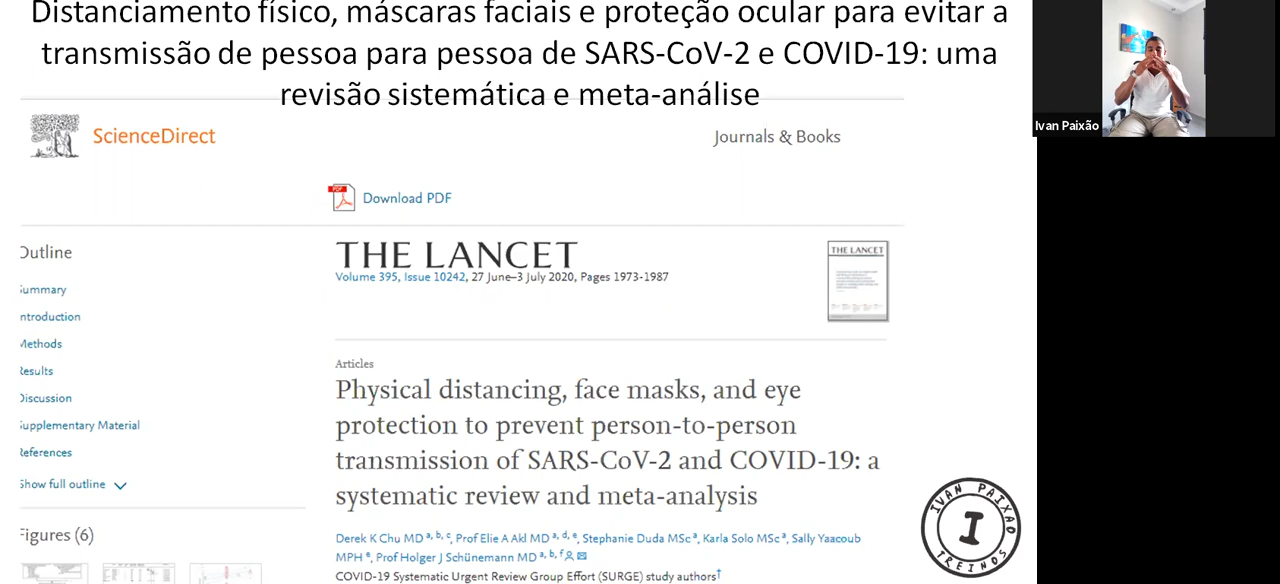 Distanciamento físico, máscaras faciais e proteção ocular para evitar a
transmissão de pessoa para pessoa de SARS-CoV-2 e COVID-19: uma
revisão sistemática e meta-análise
Ivan Paixão
ScienceDirect
Journals & Books
PDF
Download PDF
Outline
THE LANCET
Volume 395, Issue 10242, 27 June–3 July 2020, Pages 1973-1987
THE LANCET
Summary
Introduction
Methods
Results
Discussion
Supplementary Material
References
Show full outline
Figures (6)
Articles
Physical distancing, face masks, and eye
protection to prevent person-to-person
transmission of SARS-CoV-2 and COVID-19: a
systematic review and meta-analysis
Derek K Chu MD a, b, c, Prof Elie A Akl MD a, d, e, Stephanie Duda MSc a, Karla Solo MSc a, Sally Yaacoub
MPH e, Prof Holger J Schünemann MD a, b, f
COVID-19 Systematic Urgent Review Group Effort (SURGE) study authors†
IVAN PAIXAO
I
TREINOS